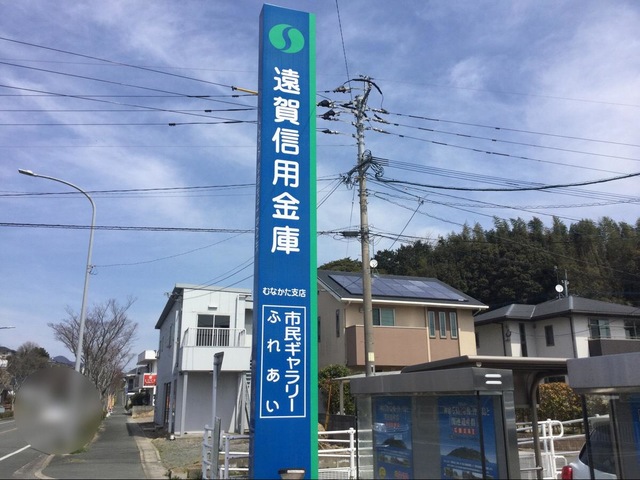 遠賀信用金庫
むなかた支店
市民ギャラリー
ふれあい